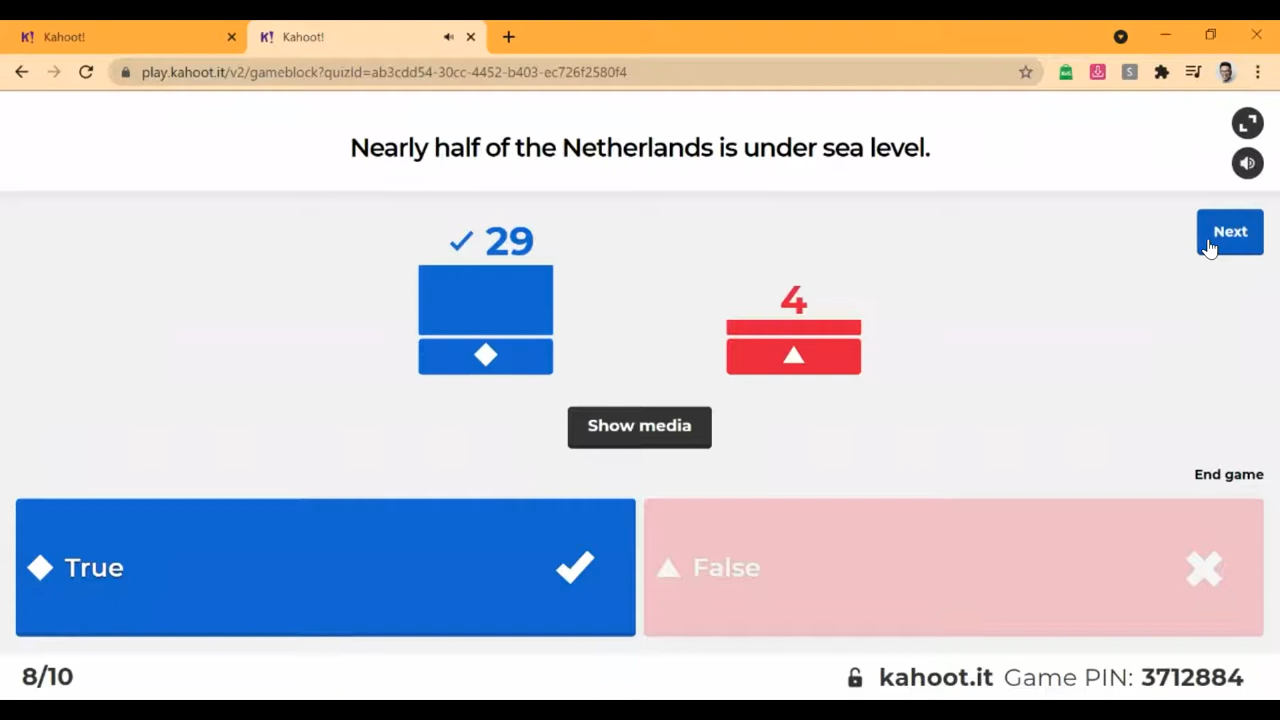 K! Kahoot!
K! Kahoot!
play.kahoot.it/v2/gameblock?quizId=ab3cdd54-30cc-4452-b403-ec726f2580f4
S
Nearly half of the Netherlands is under sea level.
Next
29
4
Show media
End game
True
False
8/10
kahoot.it Game PIN: 3712884